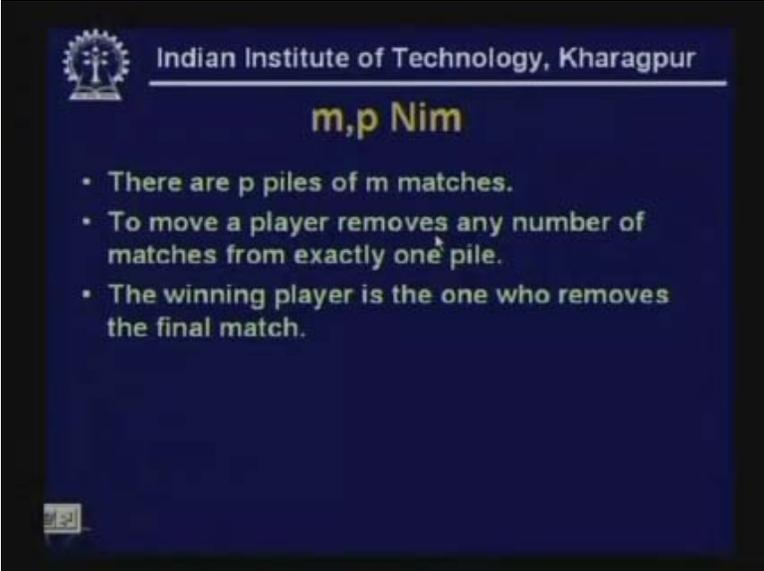 Indian Institute of Technology, Kharagpur
m,p Nim
• There are p piles of m matches.
• To move a player removes any number of
matches from exactly one pile.
• The winning player is the one who removes
the final match.